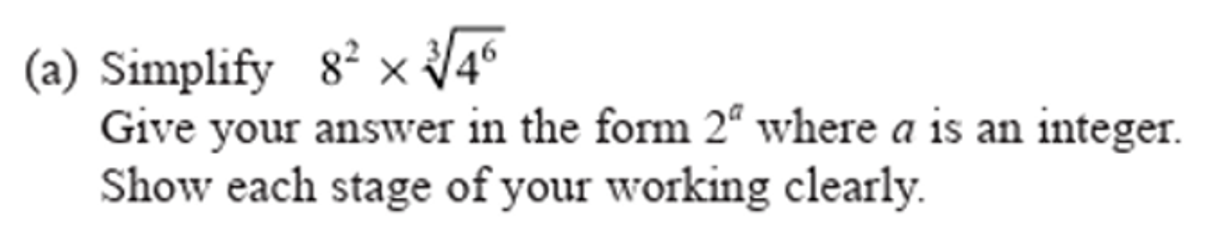 (a) Simplify 8² × ∛4⁶
Give your answer in the form 2ᵃ where a is an integer.
Show each stage of your working clearly.